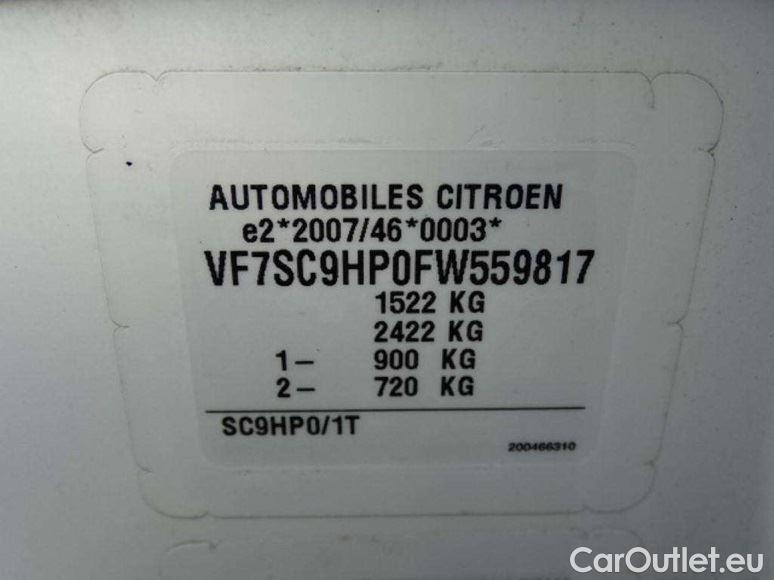 AUTOMOBILES CITROEN
e2*2007/46*0003*
VF7SC9HP0FW559817
1522 KG
2422 KG
1– 900 KG
2– 720 KG
SC9HP0/1T
200466310
CarOutlet.eu